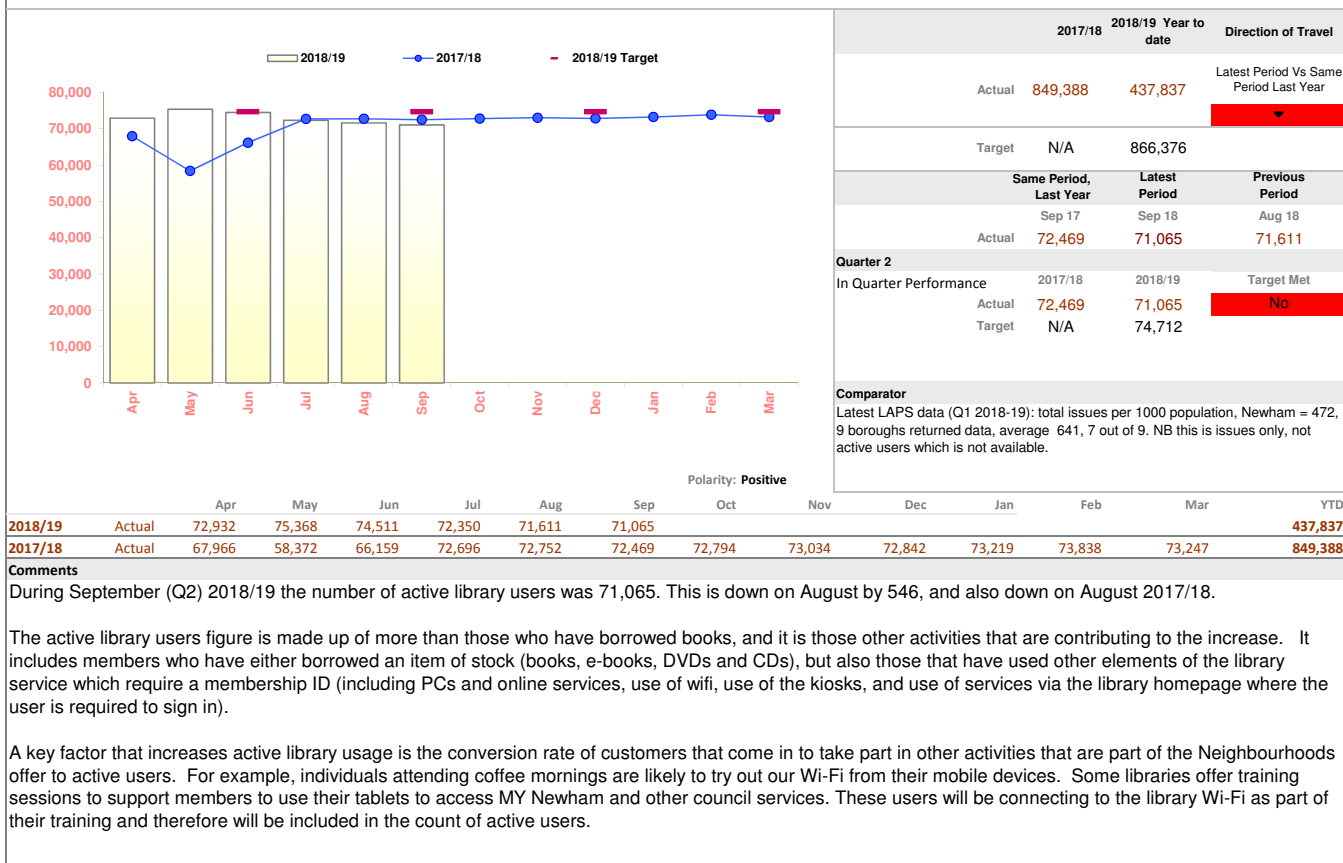 2018/19 2017/18 2018/19 Target
80,000
70,000
60,000
50,000
40,000
30,000
20,000
10,000
0
Apr May Jun Jul Aug Sep Oct Nov Dec Jan Feb Mar
Polarity: Positive
2017/18 2018/19 Year to date Direction of Travel
Latest Period Vs Same Period Last Year
Actual 849,388 437,837
Target N/A 866,376
Same Period, Last Year Latest Period Previous Period
Sep 17 Sep 18 Aug 18
Actual 72,469 71,065 71,611
Quarter 2
In Quarter Performance 2017/18 2018/19 Target Met
Actual 72,469 71,065 No
Target N/A 74,712
Comparator
Latest LAPS data (Q1 2018-19): total issues per 1000 population, Newham = 472,
9 boroughs returned data, average 641, 7 out of 9. NB this is issues only, not
active users which is not available.
Apr May Jun Jul Aug Sep Oct Nov Dec Jan Feb Mar YTD
2018/19 Actual 72,932 75,368 74,511 72,350 71,611 71,065 437,837
2017/18 Actual 67,966 58,372 66,159 72,696 72,752 72,469 72,794 73,034 72,842 73,219 73,838 73,247 849,388
Comments
During September (Q2) 2018/19 the number of active library users was 71,065. This is down on August by 546, and also down on August 2017/18.
The active library users figure is made up of more than those who have borrowed books, and it is those other activities that are contributing to the increase. It
includes members who have either borrowed an item of stock (books, e-books, DVDs and CDs), but also those that have used other elements of the library
service which require a membership ID (including PCs and online services, use of wifi, use of the kiosks, and use of services via the library homepage where the
user is required to sign in).
A key factor that increases active library usage is the conversion rate of customers that come in to take part in other activities that are part of the Neighbourhoods
offer to active users. For example, individuals attending coffee mornings are likely to try out our Wi-Fi from their mobile devices. Some libraries offer training
sessions to support members to use their tablets to access MY Newham and other council services. These users will be connecting to the library Wi-Fi as part of
their training and therefore will be included in the count of active users.